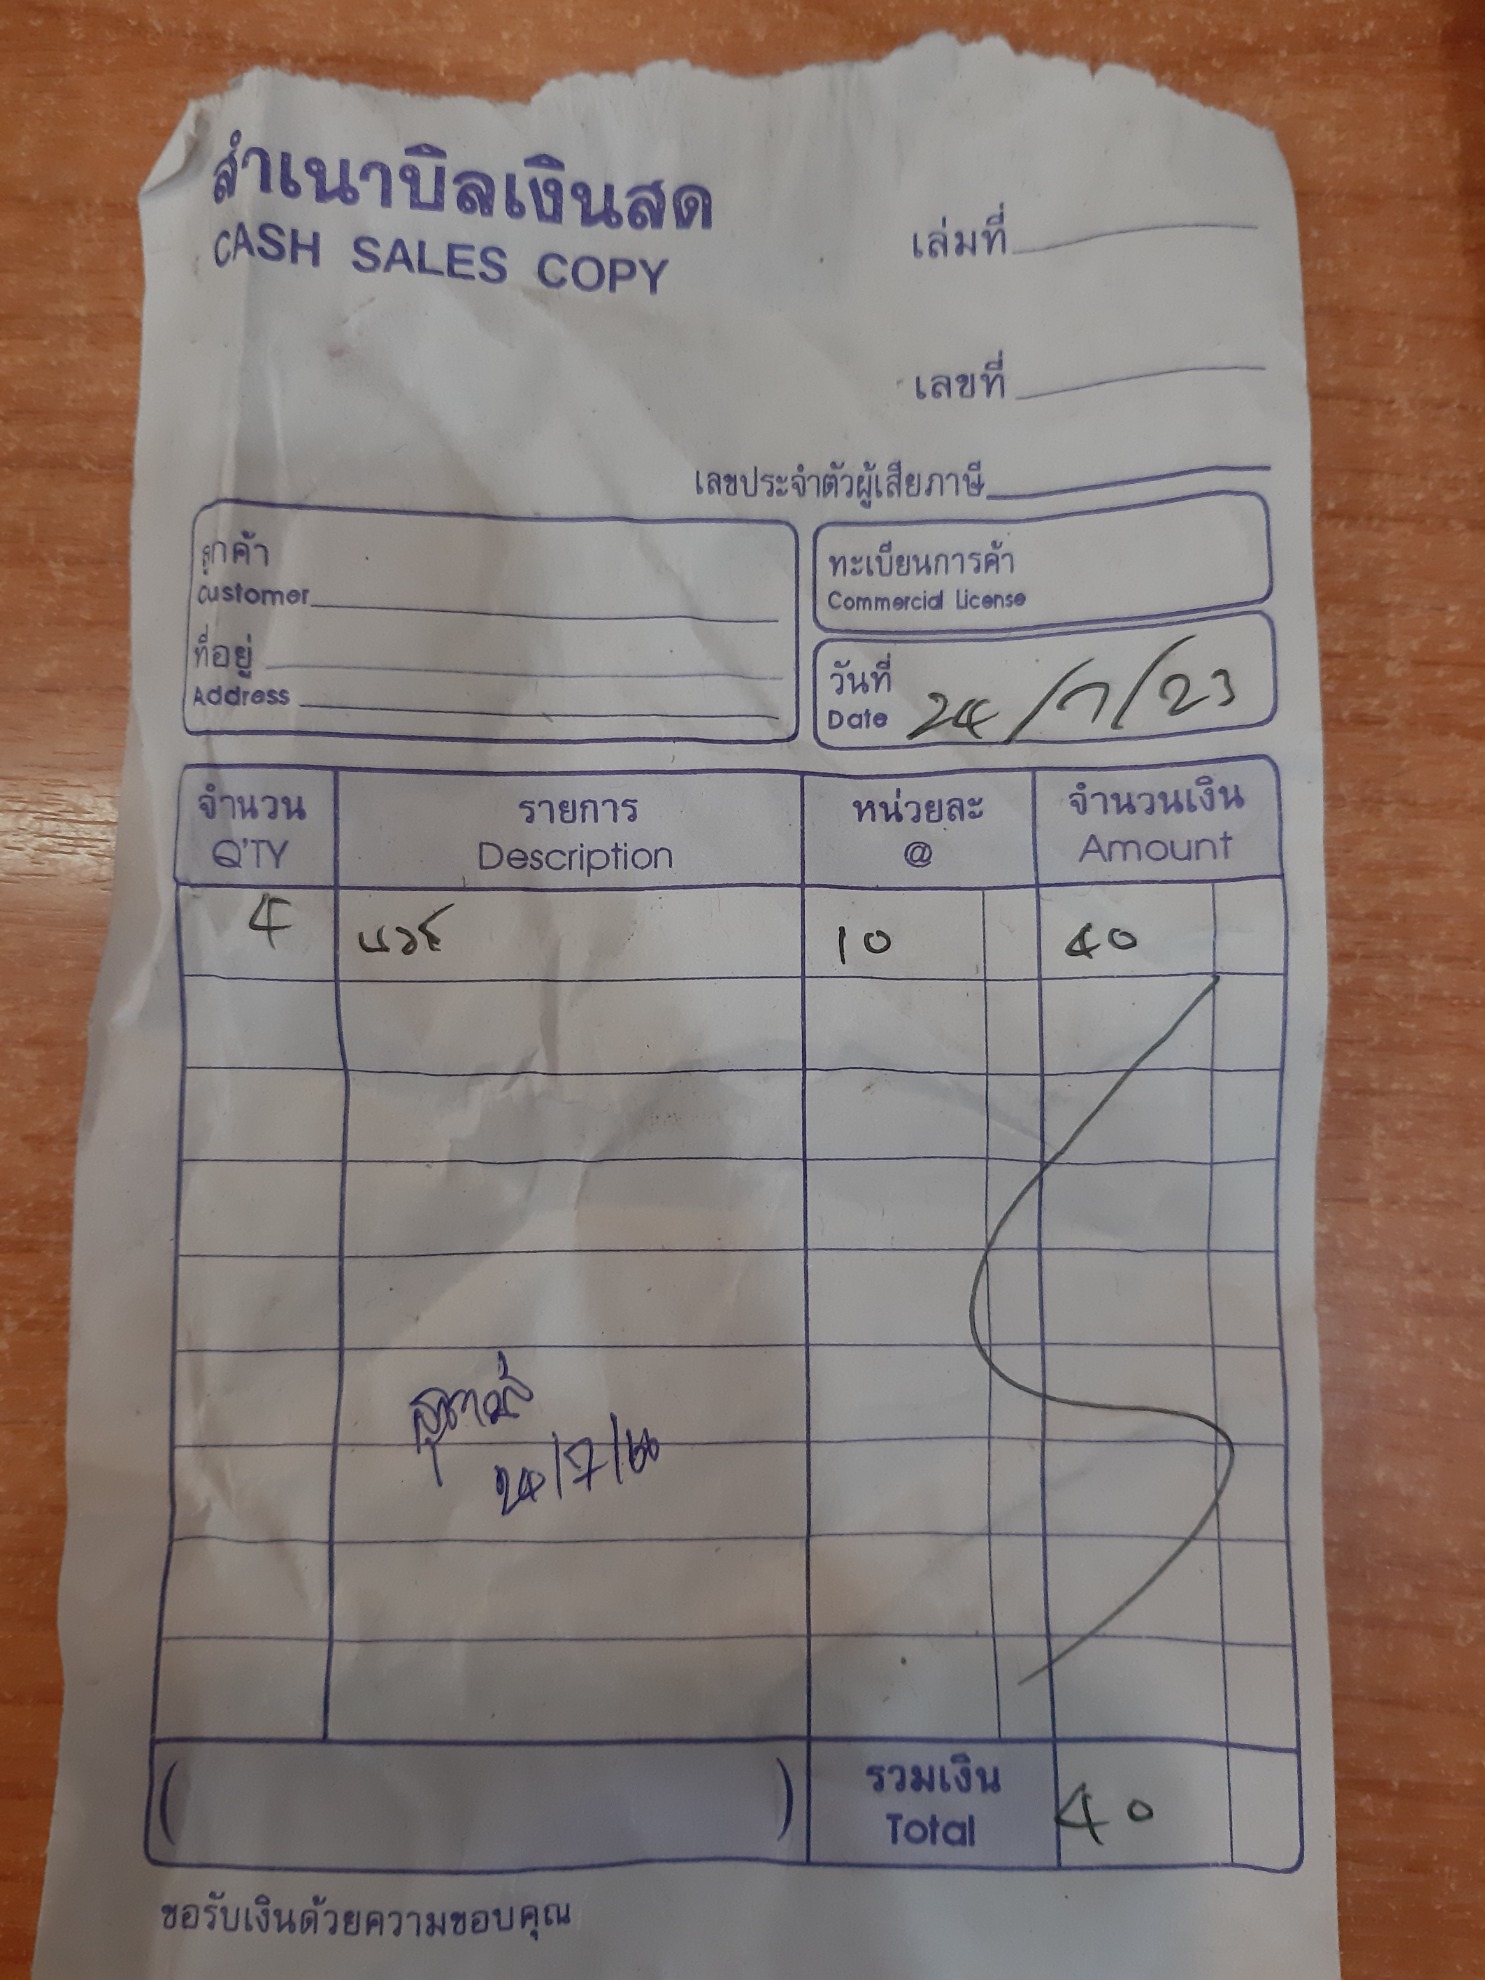 สำเนาบิลเงินสด
CASH SALES COPY
เล่มที่
เลขที่
เลขประจำตัวผู้เสียภาษี
ลูกค้า
Customer
ที่อยู่
Address
ทะเบียนการค้า
Commercial License
วันที่
Date 24/7/23
จำนวน รายการ หน่วยละ จำนวนเงิน
Q'TY Description @ Amount
4 10 40
24/7/66
รวมเงิน
Total 40
( )
ขอรับเงินด้วยความขอบคุณ